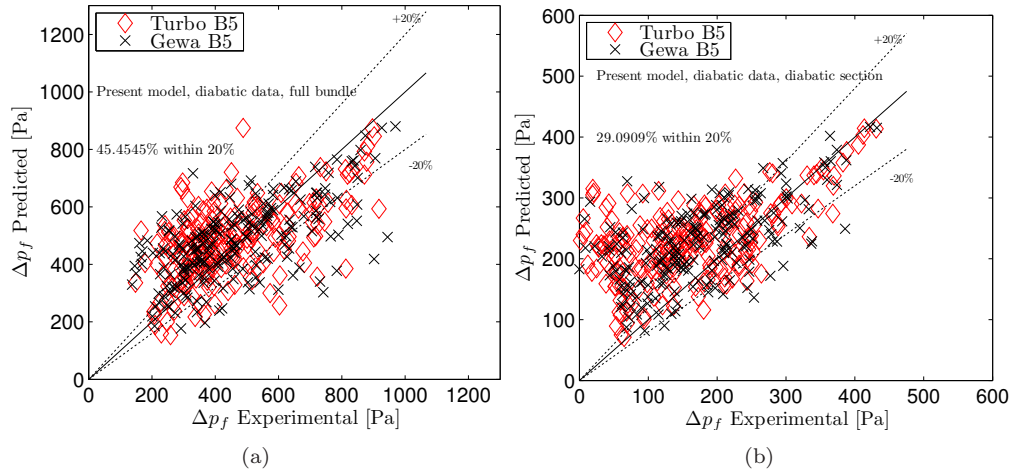 1200
1000
800
600
400
200
0
0 200 400 600 800 1000 1200
Δp_f Predicted [Pa]
Δp_f Experimental [Pa]
Turbo B5
Gewa B5
+20%
Present model, diabatic data, full bundle
45.4545% within 20%
-20%
(a)
600
500
400
300
200
100
0
0 100 200 300 400 500 600
Δp_f Predicted [Pa]
Δp_f Experimental [Pa]
Turbo B5
Gewa B5
+20%
Present model, diabatic data, diabatic section
29.0909% within 20%
-20%
(b)